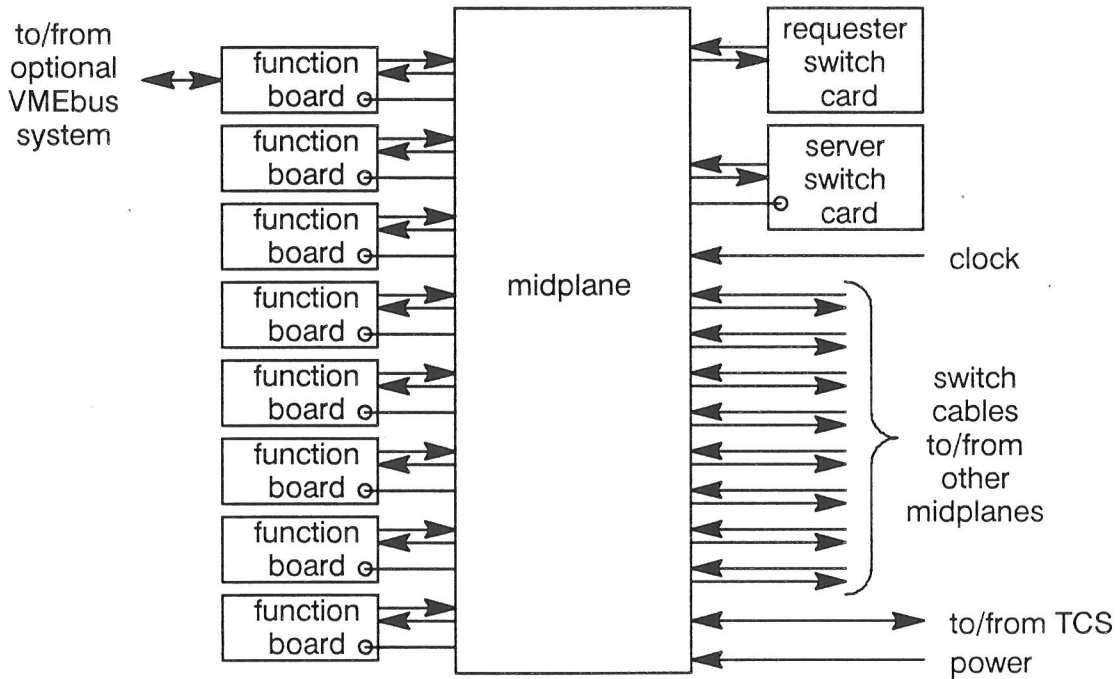 to/from
optional
VMEbus
system
function
board
function
board
function
board
function
board
function
board
function
board
function
board
function
board
midplane
requester
switch
card
server
switch
card
clock
switch
cables
to/from
other
midplanes
to/from TCS
power